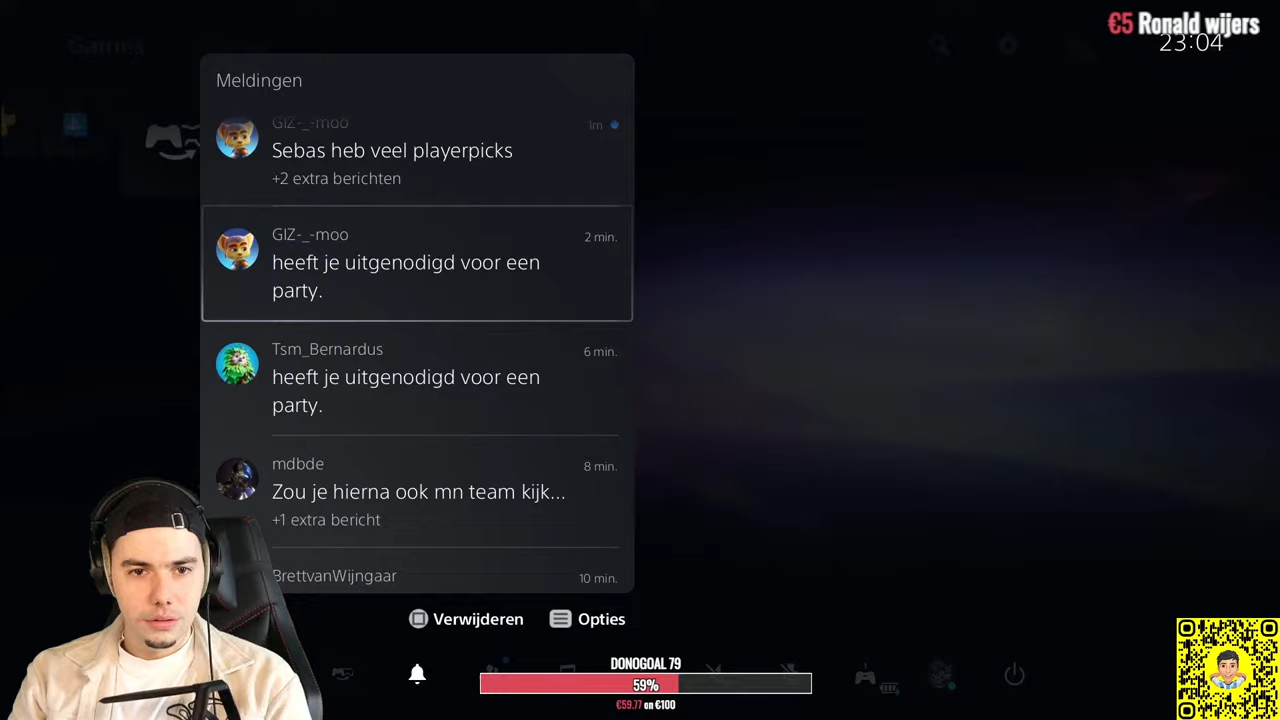 €5 Ronald wijers
23:04
Games
Meldingen
GIZ-_-moo
1m
Sebas heb veel playerpicks
+2 extra berichten
GIZ-_-moo
2 min.
heeft je uitgenodigd voor een
party.
Tsm_Bernardus
6 min.
heeft je uitgenodigd voor een
party.
mdbde
8 min.
Zou je hierna ook mn team kijk...
+1 extra bericht
BrettvanWijngaar
10 min.
Verwijderen
Opties
DONOGOAL 79
59%
€59.77 an €100